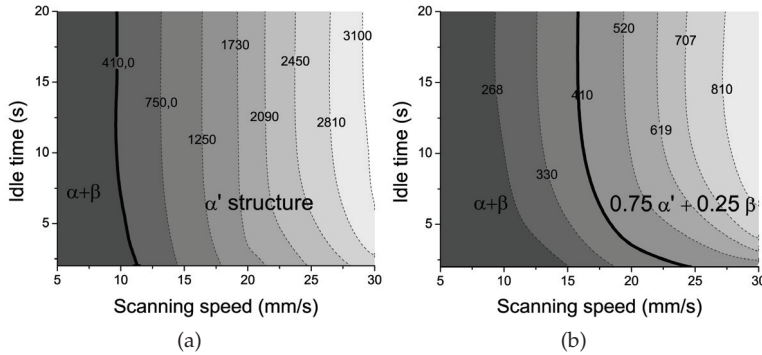 20
15
10
5
Idle time (s)
410,0
750,0
1250
1730
2090
2450
2810
3100
α+β
α' structure
5 10 15 20 25 30
Scanning speed (mm/s)
(a)
20
15
10
5
Idle time (s)
268
330
410
520
619
707
810
α+β
0.75 α' + 0.25 β
5 10 15 20 25 30
Scanning speed (mm/s)
(b)